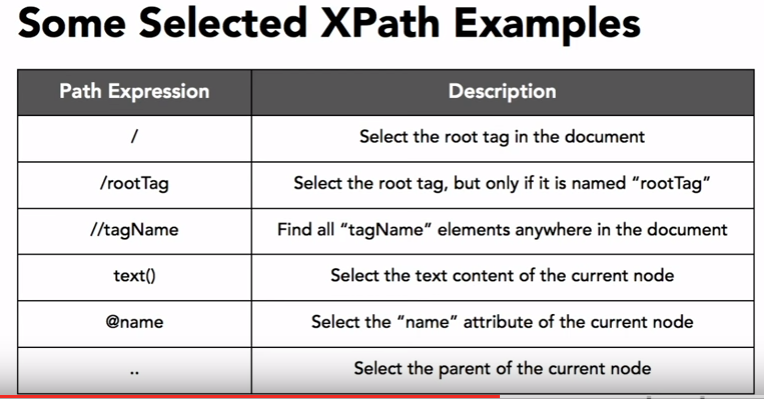 Some Selected XPath Examples
Path Expression Description
/ Select the root tag in the document
/rootTag Select the root tag, but only if it is named “rootTag”
//tagName Find all “tagName” elements anywhere in the document
text() Select the text content of the current node
@name Select the “name” attribute of the current node
.. Select the parent of the current node